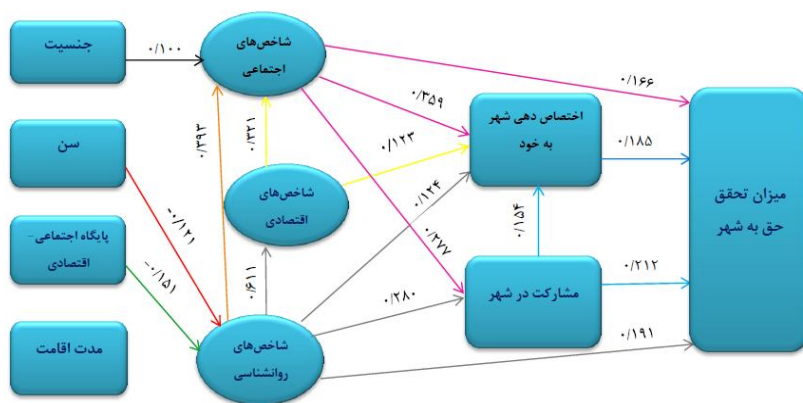 جنسیت
سن
پایگاه اجتماعی-
اقتصادی
مدت اقامت
۰/۱۰۰
-۰/۱۲۱
-۰/۱۵۱
شاخص‌های
اجتماعی
۰/۳۹۳
۰/۳۲۱
شاخص‌های
اقتصادی
۰/۶۱۱
شاخص‌های
روانشناسی
۰/۱۶۶
۰/۳۵۹
۰/۱۲۳
۰/۱۲۴
۰/۲۷۷
۰/۲۸۰
۰/۱۹۱
اختصاص دهی شهر
به خود
۰/۱۵۴
مشارکت در شهر
۰/۱۸۵
۰/۲۱۲
میزان تحقق
حق به شهر